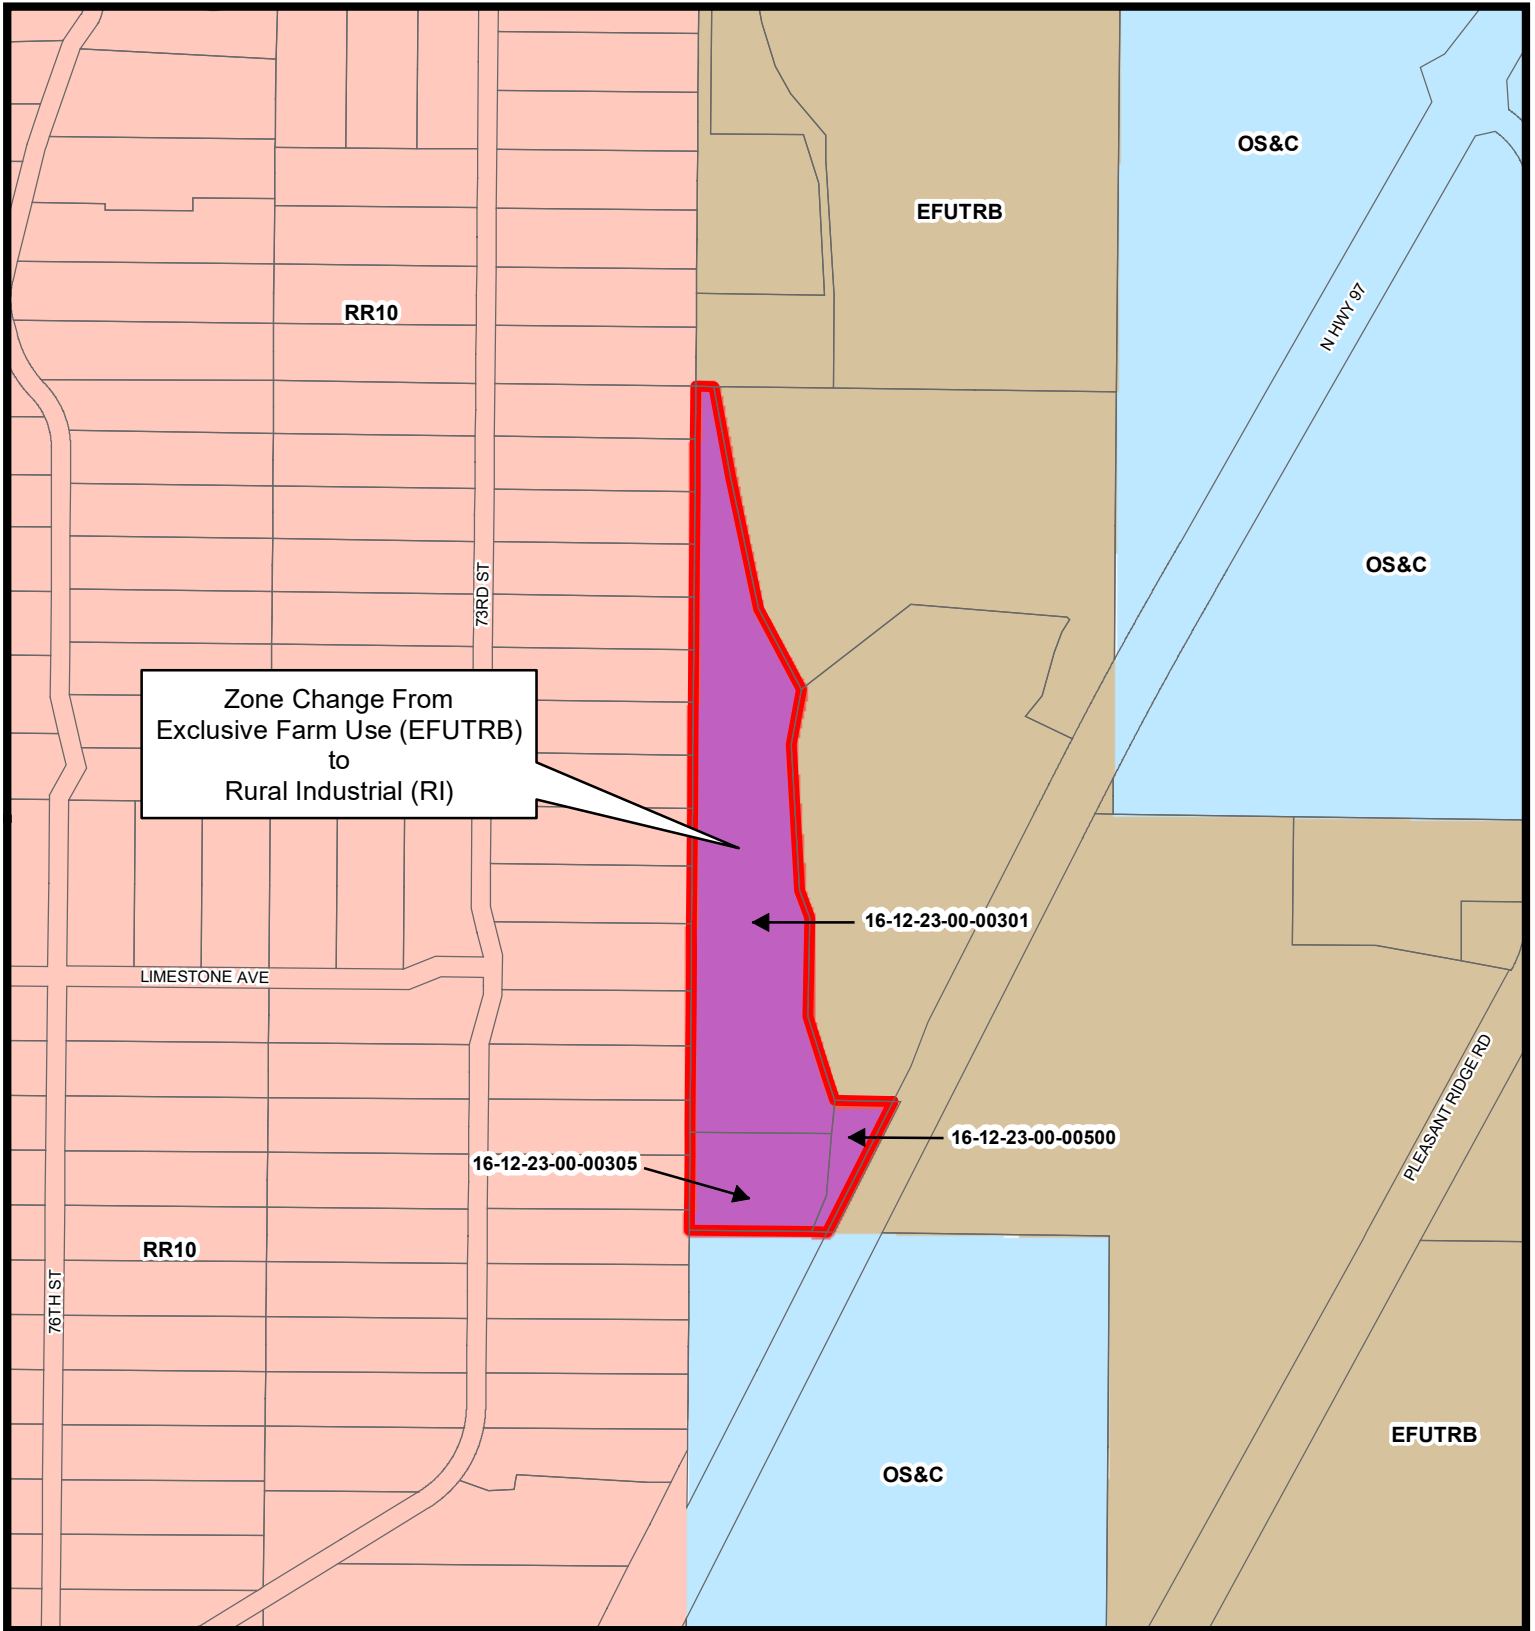 OS&C
EFUTRB
RR10
N HWY 97
OS&C
73RD ST
Zone Change From
Exclusive Farm Use (EFUTRB)
to
Rural Industrial (RI)
16-12-23-00-00301
LIMESTONE AVE
PLEASANT RIDGE RD
16-12-23-00-00500
16-12-23-00-00305
RR10
76TH ST
EFUTRB
OS&C